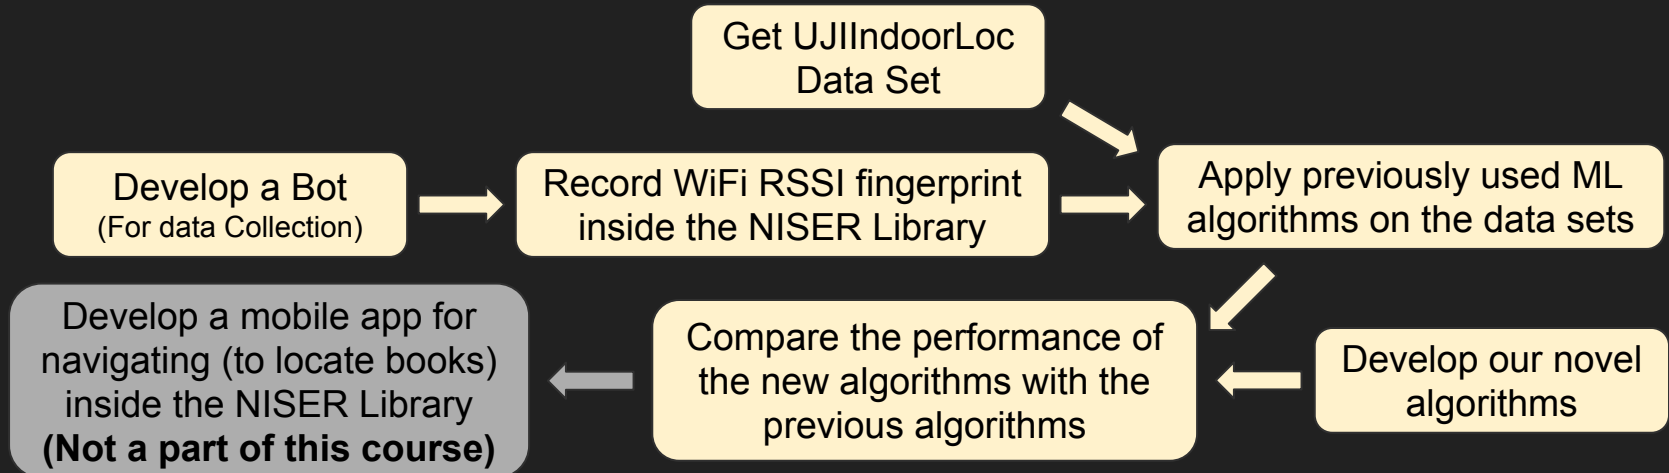 Get UJIIndoorLoc
Data Set
Develop a Bot
(For data Collection)
Record WiFi RSSI fingerprint
inside the NISER Library
Apply previously used ML
algorithms on the data sets
Develop a mobile app for
navigating (to locate books)
inside the NISER Library
(Not a part of this course)
Compare the performance of
the new algorithms with the
previous algorithms
Develop our novel
algorithms